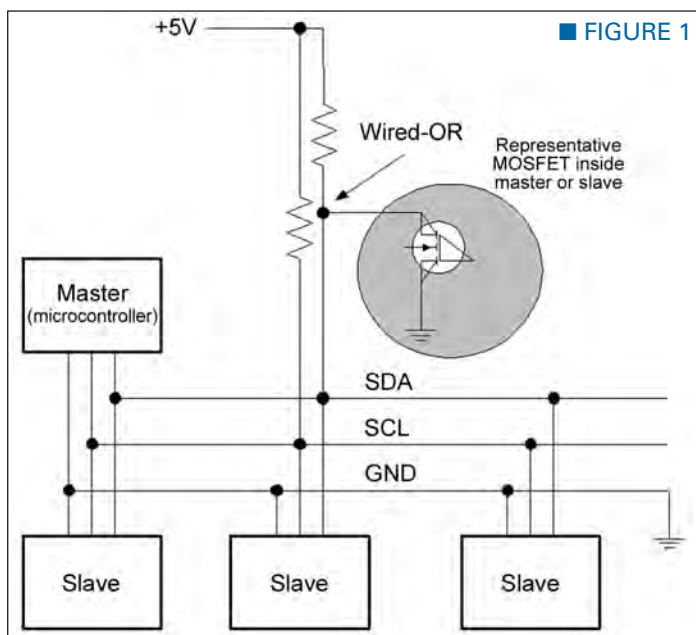 ■ FIGURE 1
+5V
Wired-OR
Representative
MOSFET inside
master or slave
Master
(microcontroller)
SDA
SCL
GND
Slave
Slave
Slave